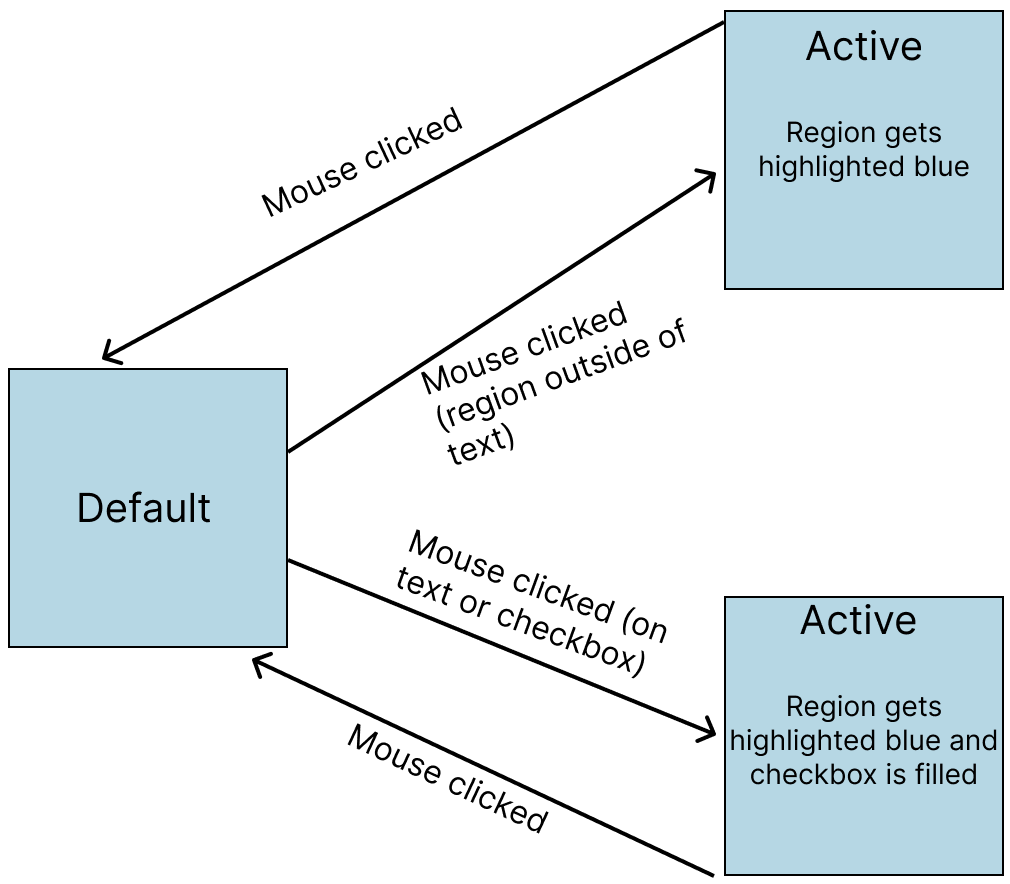 Active
Region gets
highlighted blue
Mouse clicked
Mouse clicked
(region outside of
text)
Default
Mouse clicked (on
text or checkbox)
Active
Region gets
highlighted blue and
checkbox is filled
Mouse clicked